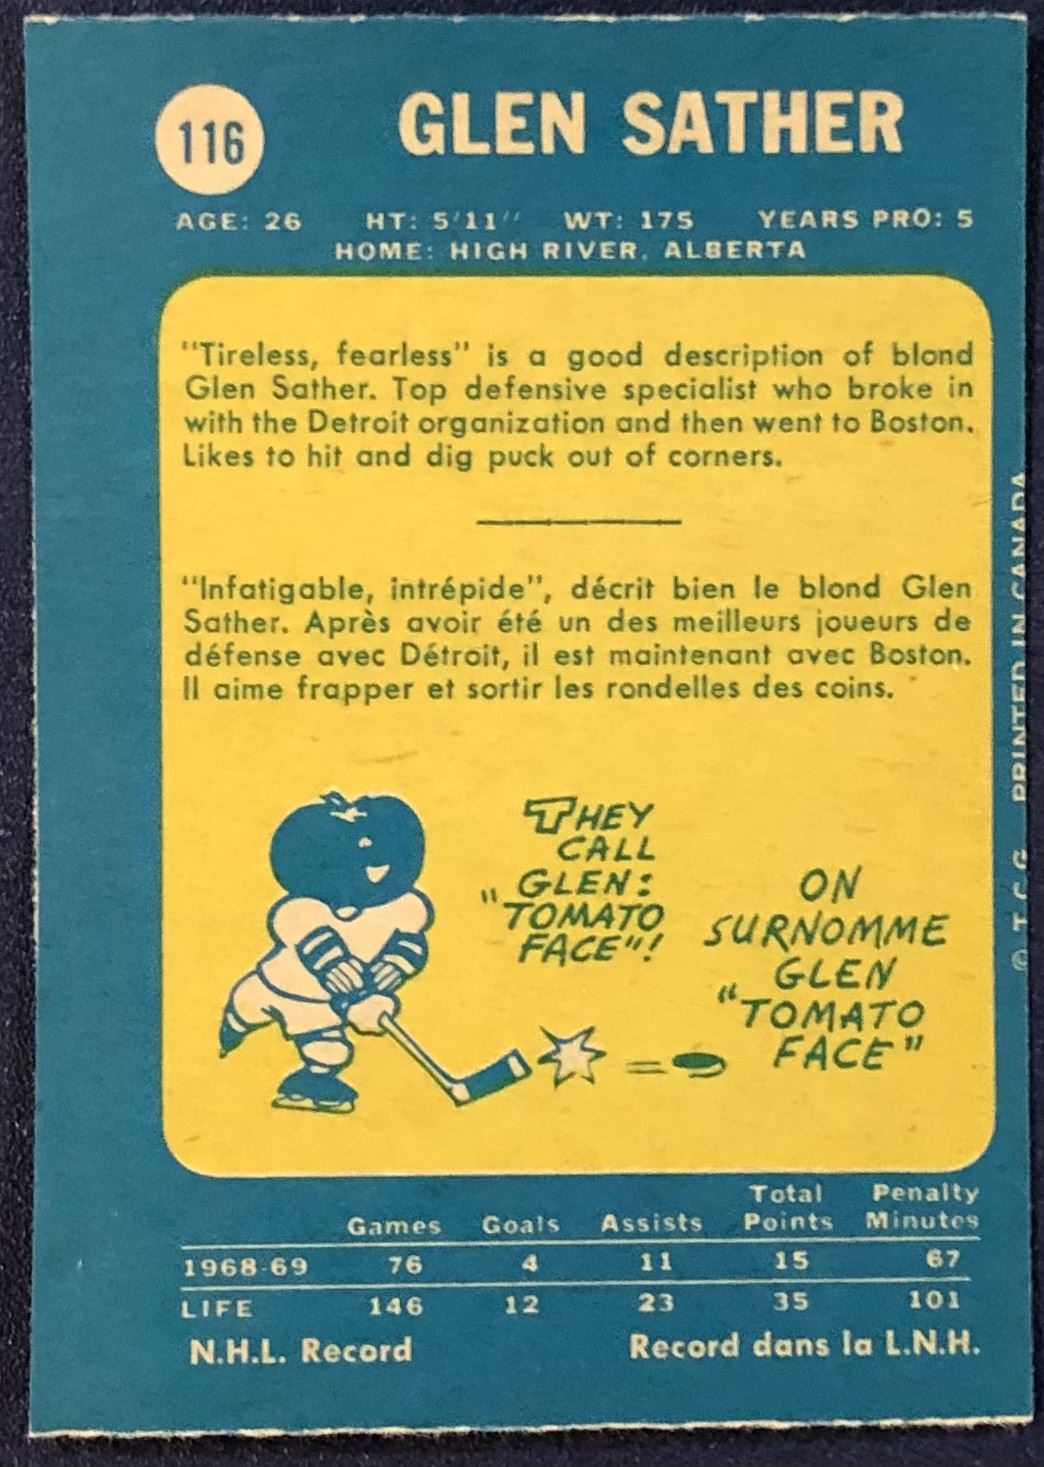 116
GLEN SATHER
AGE: 26 HT: 5'11" WT: 175 YEARS PRO: 5
HOME: HIGH RIVER, ALBERTA
"Tireless, fearless" is a good description of blond
Glen Sather. Top defensive specialist who broke in
with the Detroit organization and then went to Boston.
Likes to hit and dig puck out of corners.
"Infatigable, intrépide", décrit bien le blond Glen
Sather. Après avoir été un des meilleurs joueurs de
défense avec Détroit, il est maintenant avec Boston.
Il aime frapper et sortir les rondelles des coins.
THEY
CALL
GLEN:
"TOMATO
FACE"!
ON
SURNOMME
GLEN
"TOMATO
FACE"
© T.C.G. PRINTED IN CANADA
Games Goals Assists Total Points Penalty Minutes
1968-69 76 4 11 15 67
LIFE 146 12 23 35 101
N.H.L. Record Record dans la L.N.H.